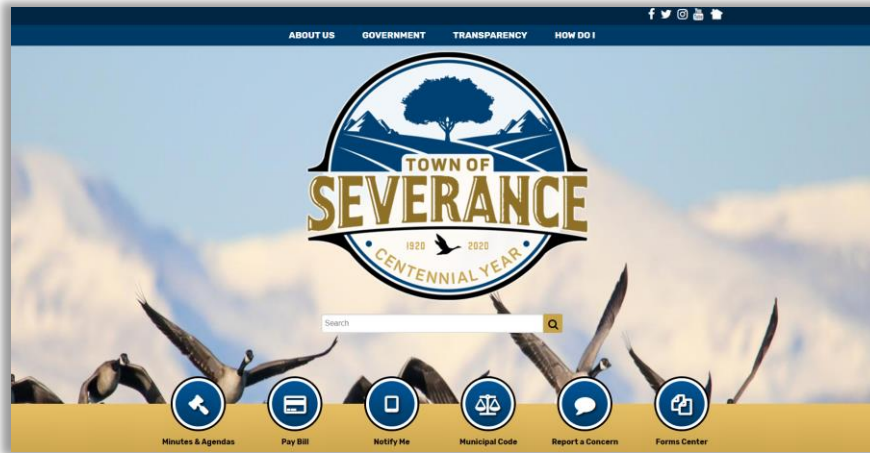 ABOUT US GOVERNMENT TRANSPARENCY HOW DO I
TOWN OF
SEVERANCE
1920 2020
CENTENNIAL YEAR
Search
Minutes & Agendas Pay Bill Notify Me Municipal Code Report a Concern Forms Center